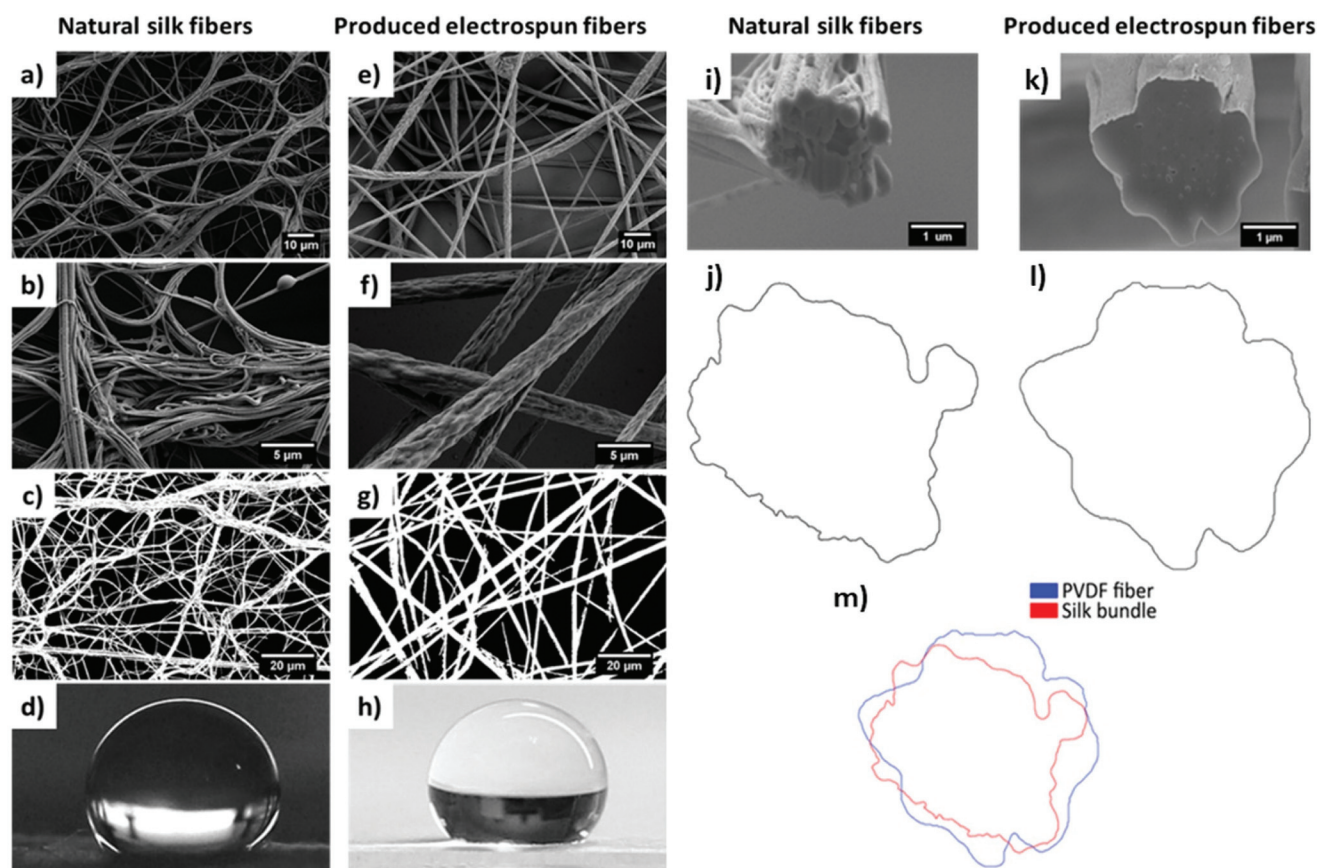 Natural silk fibers
Produced electrospun fibers
a)
10 µm
e)
10 µm
b)
5 µm
f)
5 µm
c)
20 µm
g)
20 µm
d)
h)
Natural silk fibers
Produced electrospun fibers
i)
1 um
k)
1 µm
j)
l)
m)
PVDF fiber
Silk bundle